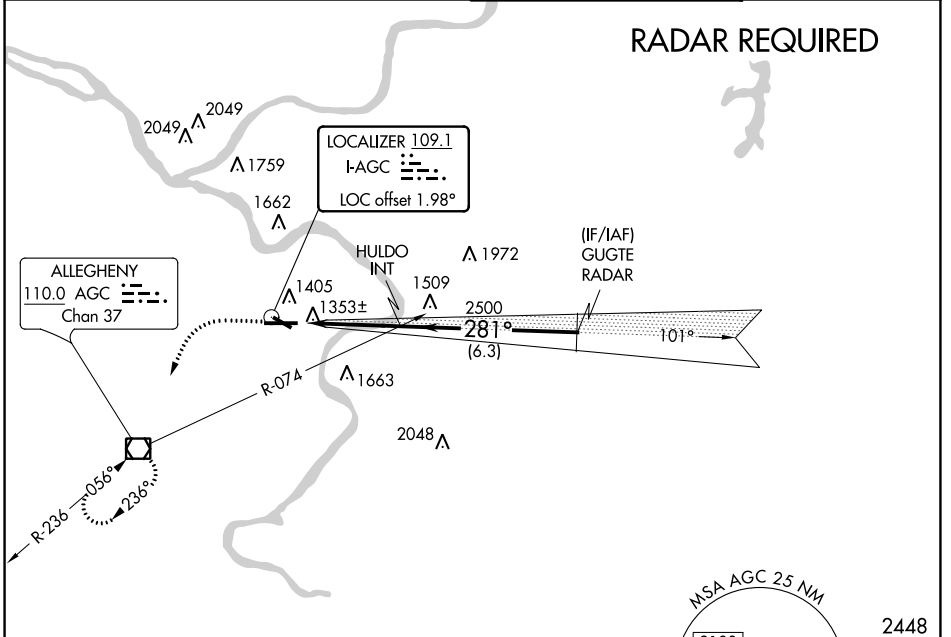 RADAR REQUIRED
2049
2049
1759
1662
LOCALIZER 109.1
I-AGC
LOC offset 1.98°
HULDO
INT
1972
(IF/IAF)
GUGTE
RADAR
ALLEGHENY
110.0 AGC
Chan 37
1405
1353±
1509
2500
281°
(6.3)
101°
R-074
1663
2048
R-236
056°
236°
MSA AGC 25 NM
2448